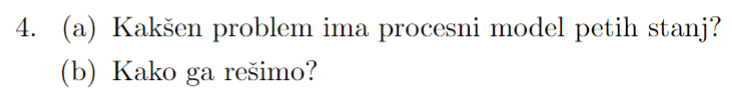 4. (a) Kakšen problem ima procesni model petih stanj?
(b) Kako ga rešimo?